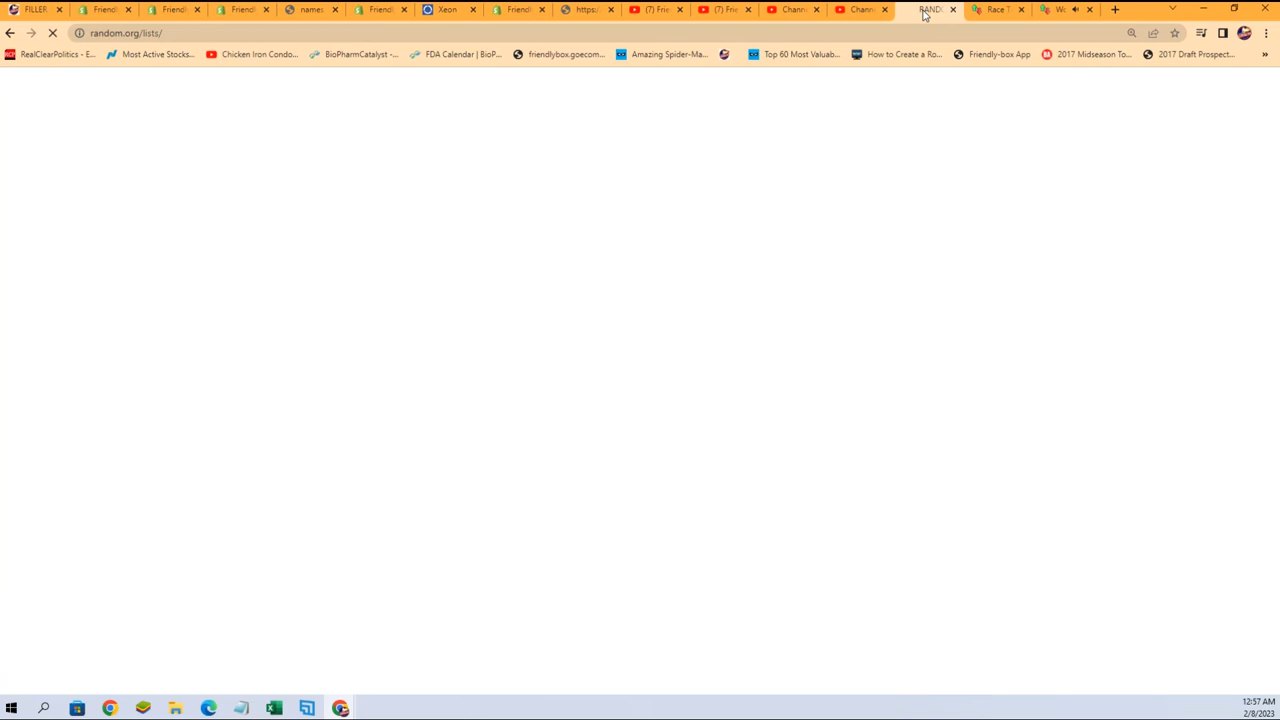 FILLER Friendl Friendl Friendl names Friendl Xeon Friendl https:/ (7) Frie (7) Frie Chann Chann RAND Race T Wo
random.org/lists/
RealClearPolitics - E... Most Active Stocks... Chicken Iron Condo... BioPharmCatalyst -... FDA Calendar | BioP... friendlybox.goecom... Amazing Spider-Ma... Top 60 Most Valuab... How to Create a Ro... Friendly-box App 2017 Midseason To... 2017 Draft Prospect... »
12:57 AM
2/8/2023